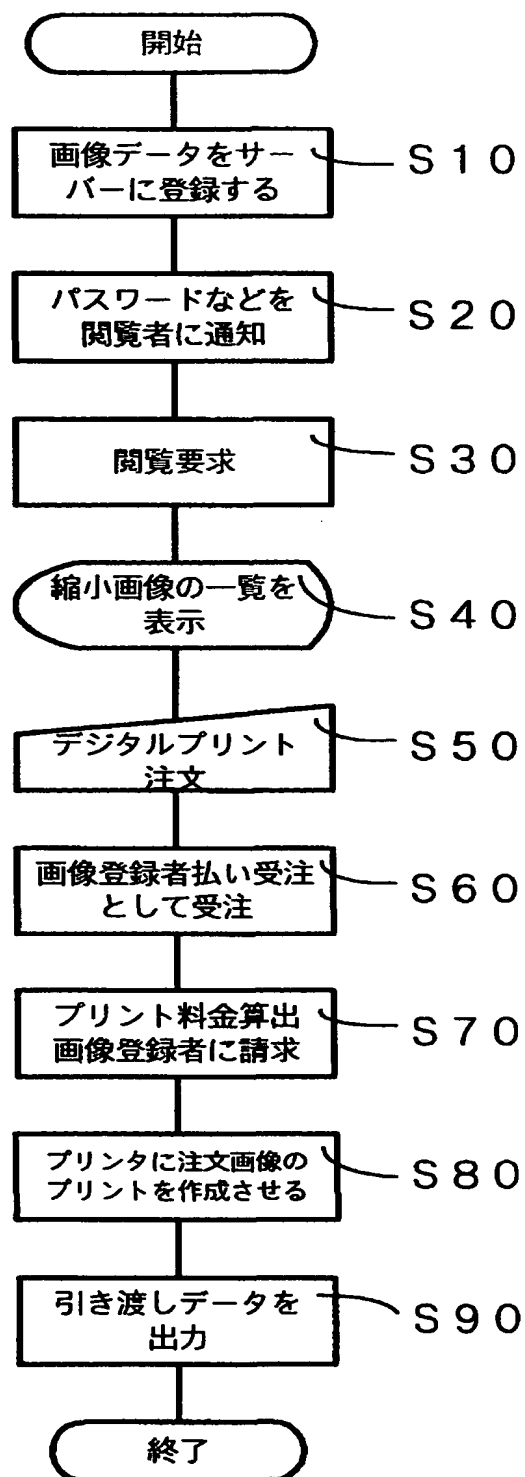 開始
画像データをサー
バーに登録する
S10
パスワードなどを
閲覧者に通知
S20
閲覧要求
S30
縮小画像の一覧を
表示
S40
デジタルプリント
注文
S50
画像登録者払い受注
として受注
S60
プリント料金算出
画像登録者に請求
S70
プリンタに注文画像の
プリントを作成させる
S80
引き渡しデータを
出力
S90
終了